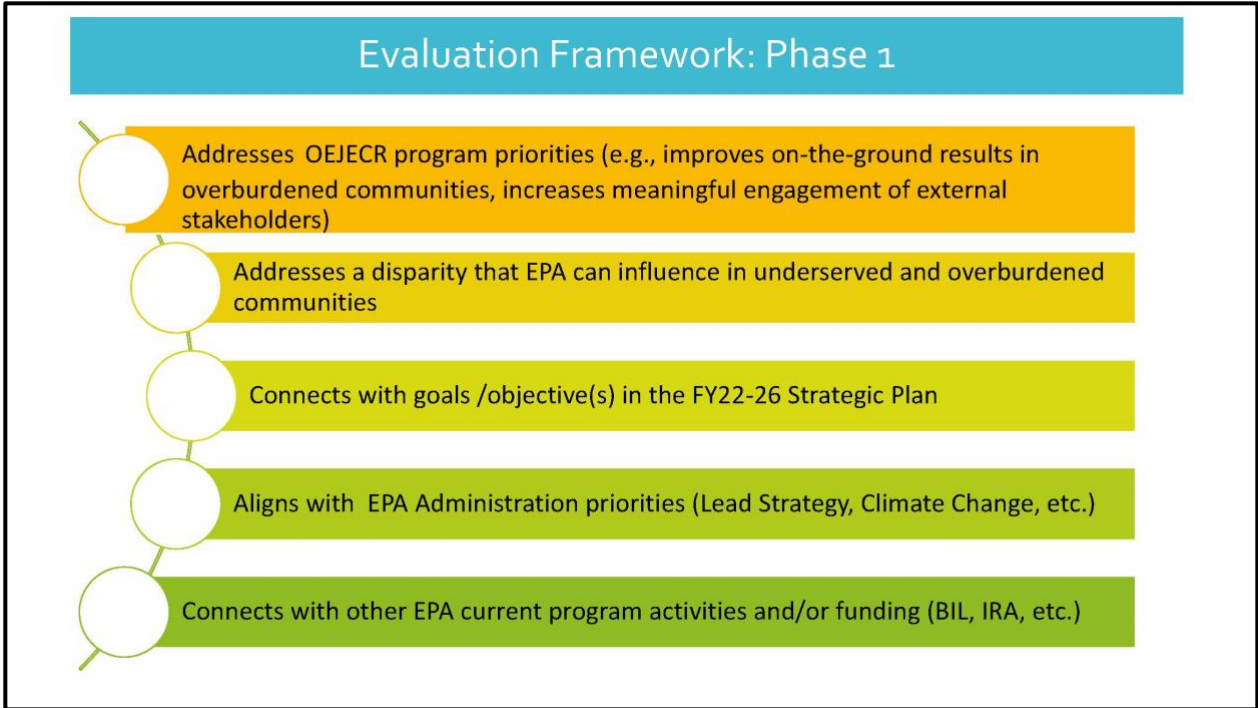 Evaluation Framework: Phase 1
Addresses OEJECR program priorities (e.g., improves on-the-ground results in
overburdened communities, increases meaningful engagement of external
stakeholders)
Addresses a disparity that EPA can influence in underserved and overburdened
communities
Connects with goals /objective(s) in the FY22-26 Strategic Plan
Aligns with EPA Administration priorities (Lead Strategy, Climate Change, etc.)
Connects with other EPA current program activities and/or funding (BIL, IRA, etc.)